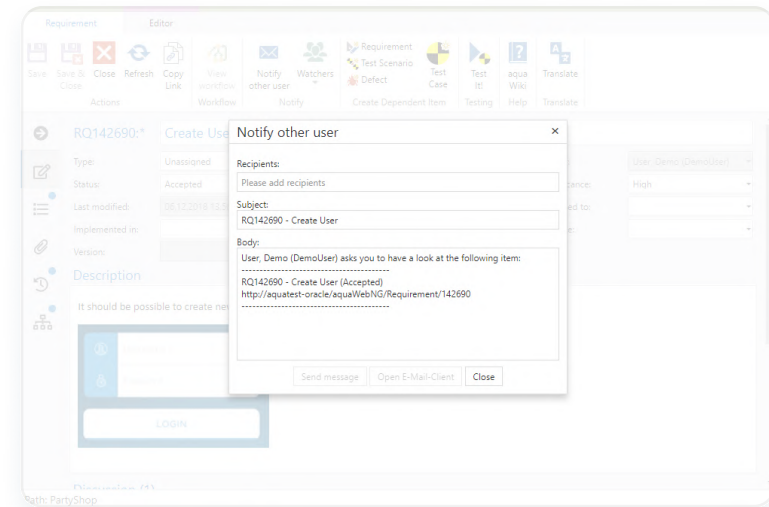 Requirement Editor
Save Save & Close Close Refresh Copy Link View workflow Notify other user Watchers Requirement Test Scenario Defect Test Case Test It! aqua Wiki Translate
Actions Workflow Notify Create Dependent Item Testing Help Translate
RQ142690:* Create Use
Type: Unassigned User, Demo (DemoUser)
Status: Accepted High
Last modified: ed to:
Implemented in:
Version:
Description
It should be possible to create ne
LOGIN
Discussion (1)
Path: PartyShop
Notify other user ×
Recipients:
Please add recipients
Subject:
RQ142690 - Create User
Body:
User, Demo (DemoUser) asks you to have a look at the following item:
-----------------------------------------
RQ142690 - Create User (Accepted)
http://aquatest-oracle/aquaWebNG/Requirement/142690
-----------------------------------------
Send message Open E-Mail-Client Close